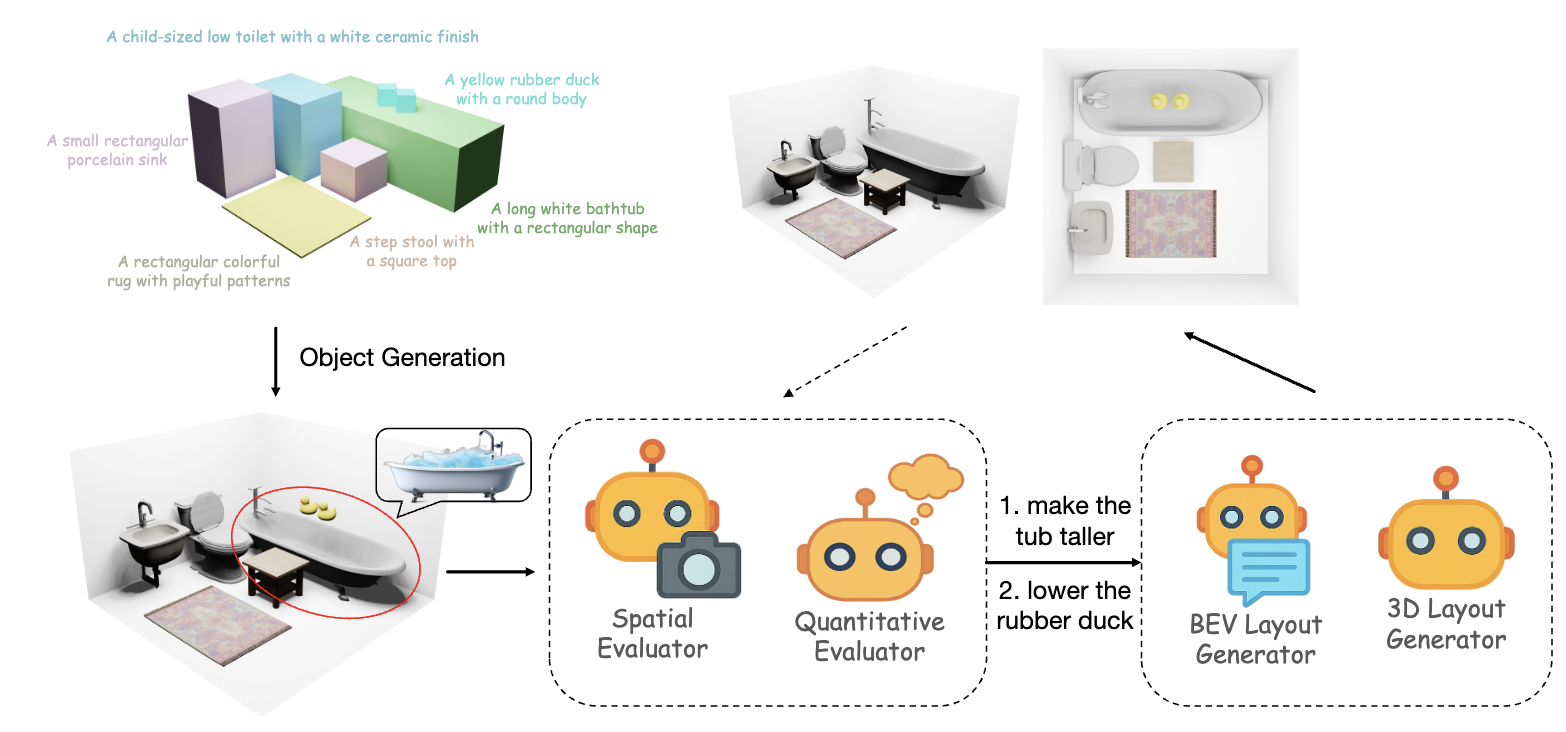 A child-sized low toilet with a white ceramic finish
A yellow rubber duck
with a round body
A small rectangular
porcelain sink
A long white bathtub
with a rectangular shape
A step stool with
a square top
A rectangular colorful
rug with playful patterns
Object Generation
Spatial
Evaluator
Quantitative
Evaluator
1. make the
tub taller
2. lower the
rubber duck
BEV Layout
Generator
3D Layout
Generator